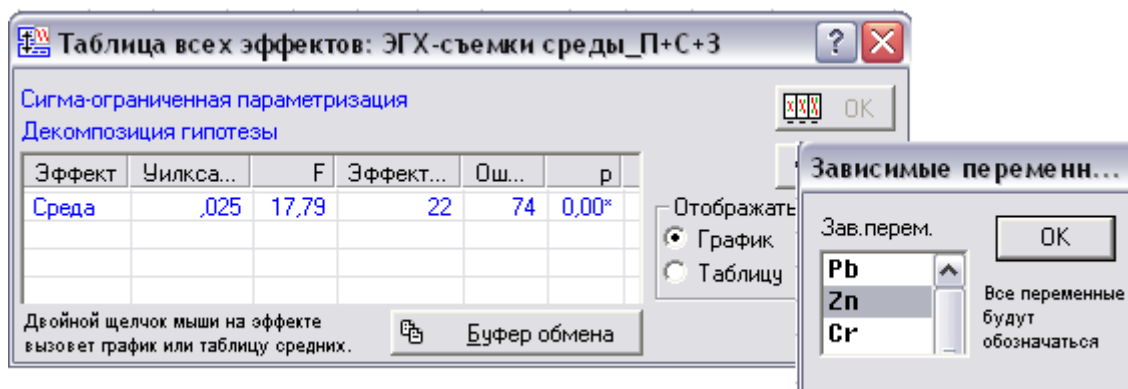 Таблица всех эффектов: ЭГХ-съемки среды_П+С+З
Сигма-ограниченная параметризация
Декомпозиция гипотезы
OK
Эффект Уилкса... F Эффект... Ош... p
Среда ,025 17,79 22 74 0,00*
Отображать
График
Таблицу
Двойной щелчок мыши на эффекте
вызовет график или таблицу средних.
Буфер обмена
Зависимые переменн...
Зав.перем.
OK
Pb
Zn
Cr
Все переменные
будут
обозначаться